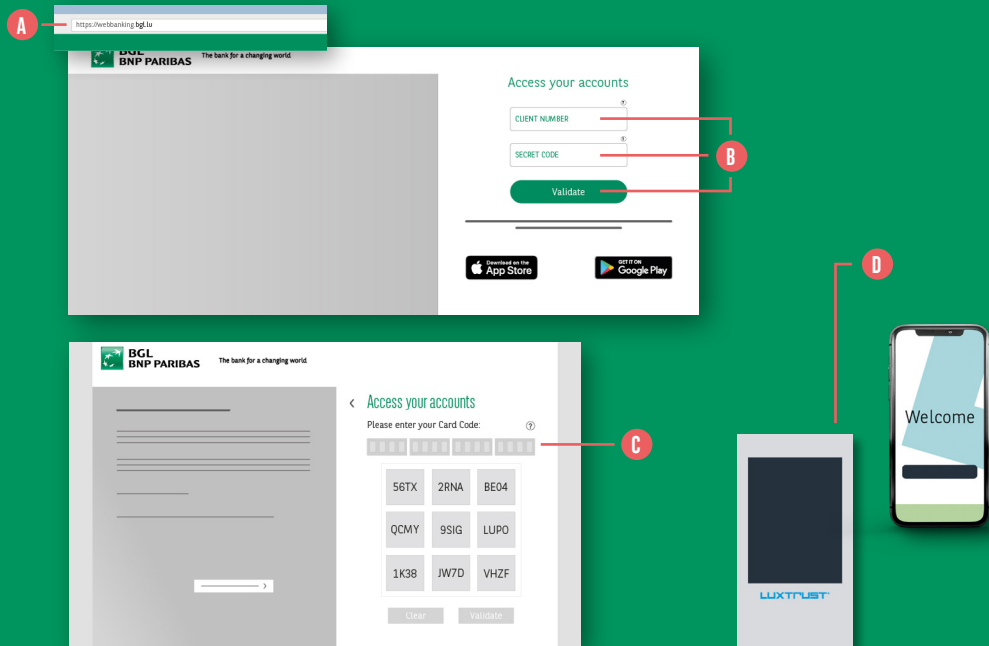 A
https://webbanking.bgl.lu
BGL
BNP PARIBAS
The bank for a changing world
Access your accounts
CLIENT NUMBER
SECRET CODE
B
Validate
Download on the
App Store
GET IT ON
Google Play
D
BGL
BNP PARIBAS
The bank for a changing world
Access your accounts
Please enter your Card Code:
?
C
Welcome
56TX 2RNA BE04
QCMY 9SIG LUPO
1K38 JW7D VHZF
Clear
Validate
LUXTRUST